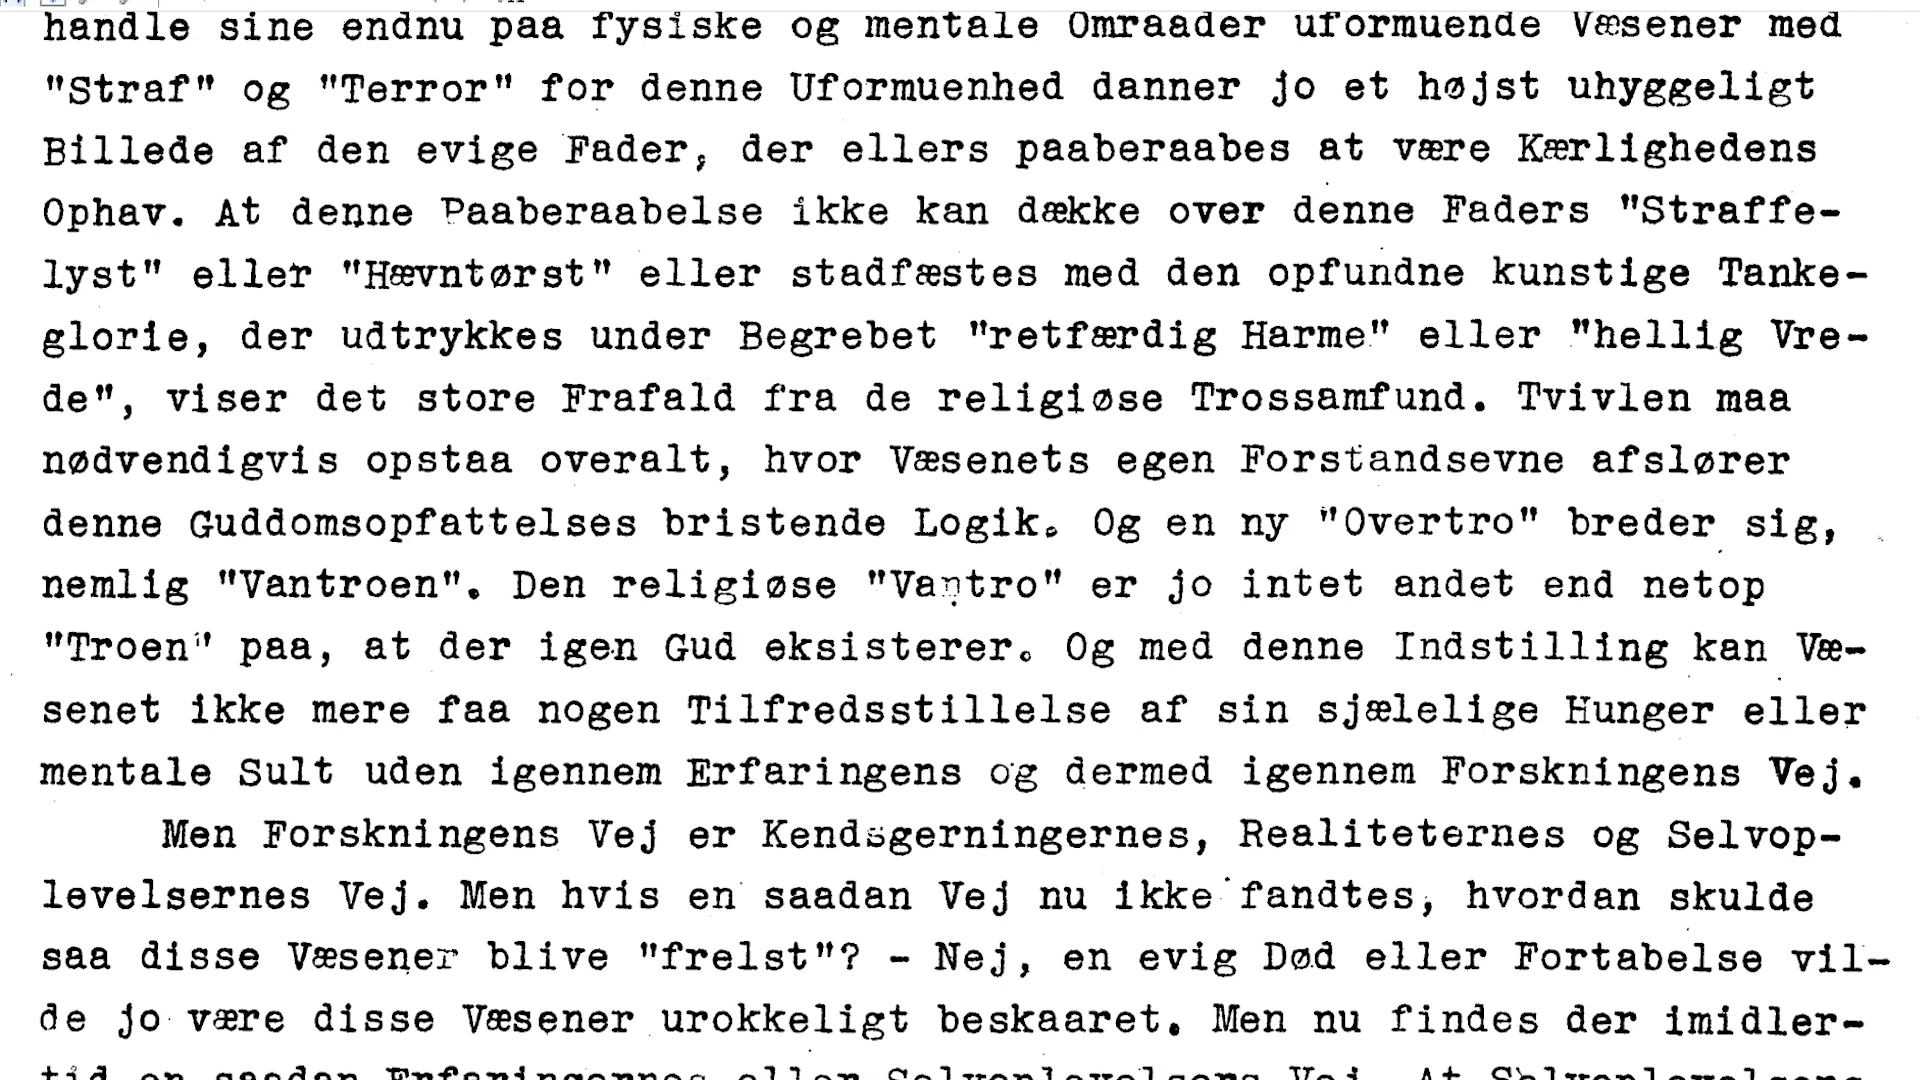 handle sine endnu paa fysiske og mentale Omraader uformuende Væsener med
"Straf" og "Terror" for denne Uformuenhed danner jo et højst uhyggeligt
Billede af den evige Fader, der ellers paaberaabes at være Kærlighedens
Ophav. At denne Paaberaabelse ikke kan dække over denne Faders "Straffe-
lyst" eller "Hævntørst" eller stadfæstes med den opfundne kunstige Tanke-
glorie, der udtrykkes under Begrebet "retfærdig Harme" eller "hellig Vre-
de", viser det store Frafald fra de religiøse Trossamfund. Tvivlen maa
nødvendigvis opstaa overalt, hvor Væsenets egen Forstandsevne afslører
denne Guddomsopfattelses bristende Logik. Og en ny "Overtro" breder sig,
nemlig "Vantroen". Den religiøse "Vantro" er jo intet andet end netop
"Troen" paa, at der igen Gud eksisterer. Og med denne Indstilling kan Væ-
senet ikke mere faa nogen Tilfredsstillelse af sin sjælelige Hunger eller
mentale Sult uden igennem Erfaringens og dermed igennem Forskningens Vej.
Men Forskningens Vej er Kendsgerningernes, Realiteternes og Selvop-
levelsernes Vej. Men hvis en saadan Vej nu ikke fandtes, hvordan skulde
saa disse Væsener blive "frelst"? - Nej, en evig Død eller Fortabelse vil-
de jo være disse Væsener urokkeligt beskaaret. Men nu findes der imidler-
tid en saadan Erfaringernes eller Selvoplevelsers Vej. At Selvoplevelsens